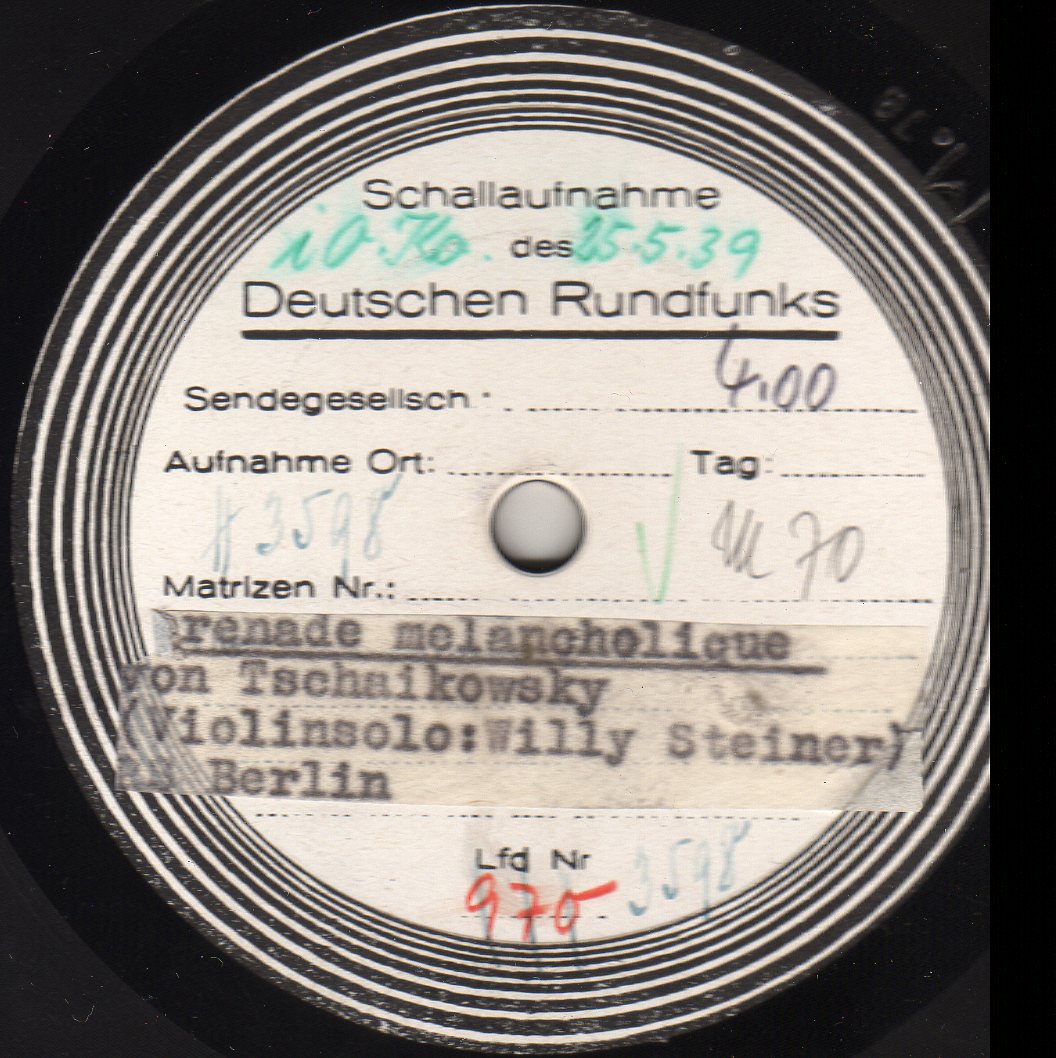 Schallaufnahme
i.O. Ko. des 25.5.39
Deutschen Rundfunks
4.00
Sendegesellsch.:
Aufnahme Ort: Tag:
3598 70
Matrizen Nr.:
renade melancholique
von Tschaikowsky
(Violinsolo: Willy Steiner)
Berlin
Lfd Nr 3598
970